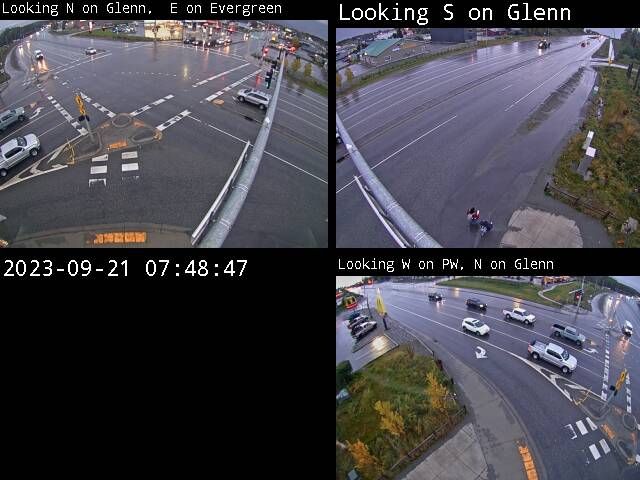 Looking N on Glenn,  E on Evergreen
Looking S on Glenn
2023-09-21 07:48:47
Looking W on PW, N on Glenn